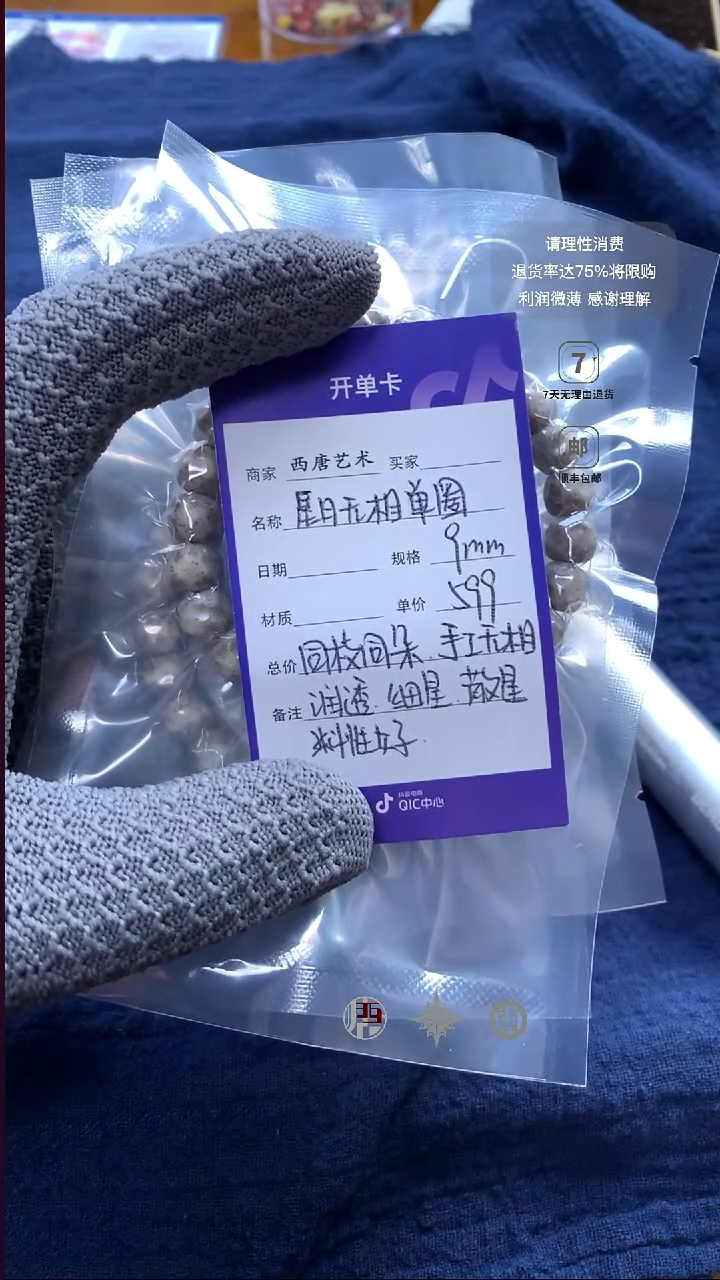 请理性消费
退货率达75%将限购
利润微薄 感谢理解
7
7天无理由退货
邮
顺丰包邮
开单卡
商家 西唐艺术 买家
名称 星月无相单圈
日期 规格 9mm
材质 单价 599
总价 同枝同朵 手工无相
备注 润透 细星 散星
料性好
抖音电商
QIC中心